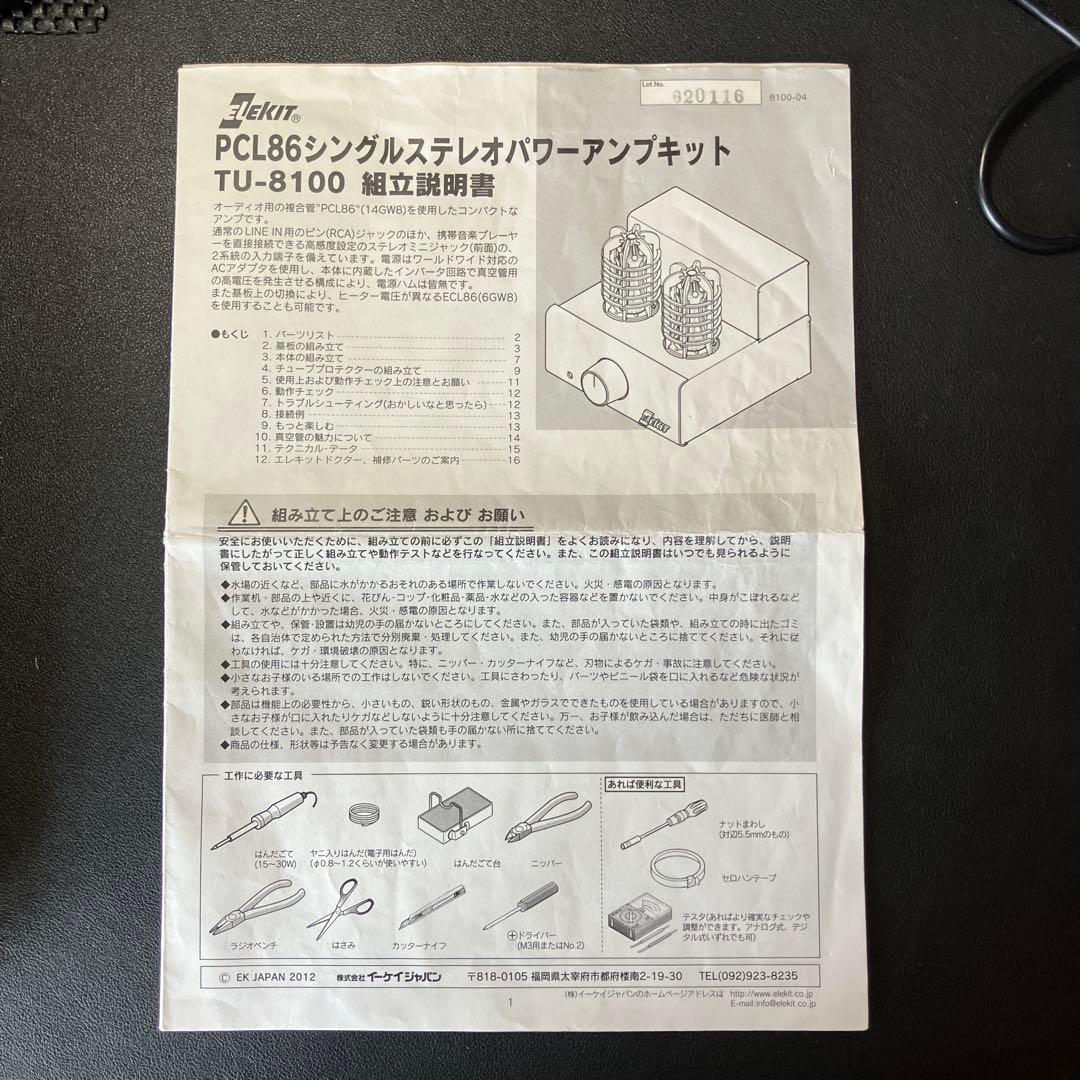 Lot.No.
620116
8100-04
ELEKIT®
PCL86シングルステレオパワーアンプキット
TU-8100 組立説明書
オーディオ用の複合管"PCL86"(14GW8)を使用したコンパクトな
アンプです。
通常のLINE IN用のピン(RCA)ジャックのほか、携帯音楽プレーヤ
ーを直接接続できる高感度設定のステレオミニジャック(前面)の、
2系統の入力端子を備えています。電源はワールドワイド対応の
ACアダプタを使用し、本体に内蔵したインバータ回路で真空管用
の高電圧を発生させる構成により、電源ハムは皆無です。
また基板上の切換により、ヒーター電圧が異なるECL86(6GW8)
を使用することも可能です。
●もくじ 1. パーツリスト 2
2. 基板の組み立て 3
3. 本体の組み立て 7
4. チューブプロテクターの組み立て 9
5. 使用上および動作チェック上の注意とお願い 11
6. 動作チェック 12
7. トラブルシューティング(おかしいなと思ったら) 12
8. 接続例 13
9. もっと楽しむ 13
10. 真空管の魅力について 14
11. テクニカル・データ 15
12. エレキットドクター、補修パーツのご案内 16
ELEKIT
組み立て上のご注意 および お願い
安全にお使いいただくために、組み立ての前に必ずこの「組立説明書」をよくお読みになり、内容を理解してから、説明
書にしたがって正しく組み立てや動作テストなどを行なってください。また、この組立説明書はいつでも見られるように
保管しておいてください。
◆水場の近くなど、部品に水がかかるおそれのある場所で作業しないでください。火災・感電の原因となります。
◆作業机・部品の上や近くに、花びん・コップ・化粧品・薬品・水などの入った容器などを置かないでください。中身がこぼれるなど
して、水などがかかった場合、火災・感電の原因となります。
◆組み立てや、保管・設置は幼児の手の届かないところにしてください。また、部品が入っていた袋類や、組み立ての時に出たゴミ
は、各自治体で定められた方法で分別廃棄・処理してください。また、幼児の手の届かないところに捨ててください。それに従
わなければ、ケガ・環境破壊の原因となります。
◆工具の使用には十分注意してください。特に、ニッパー・カッターナイフなど、刃物によるケガ・事故に注意してください。
◆小さなお子様のいる場所での工作はしないでください。工具にさわったり、パーツやビニール袋を口に入れるなど危険な状況が
考えられます。
◆部品は機能上の必要性から、小さいもの、鋭い形状のもの、金属やガラスでできたものを使用している場合がありますので、小
さなお子様が口に入れたりケガなどしないように十分注意してください。万一、お子様が飲み込んだ場合は、ただちに医師と相
談してください。また、部品が入っていた袋類も手の届かない所に捨ててください。
◆商品の仕様、形状等は予告なく変更する場合があります。
工作に必要な工具
はんだごて
(15〜30W)
ヤニ入りはんだ(電子用はんだ)
(φ0.8〜1.2くらいが使いやすい)
はんだごて台
ニッパー
ラジオペンチ
はさみ
カッターナイフ
⊕ドライバー
(M3用またはNo.2)
あれば便利な工具
ナットまわし
(対辺5.5mmのもの)
セロハンテープ
テスタ(あればより確実なチェックや
調整ができます。アナログ式、デジ
タル式いずれでも可)
© EK JAPAN 2012 株式会社イーケイジャパン 〒818-0105 福岡県太宰府市都府楼南2-19-30 TEL(092)923-8235
(株)イーケイジャパンのホームページアドレスは http://www.elekit.co.jp
E-mail:info@elekit.co.jp
1